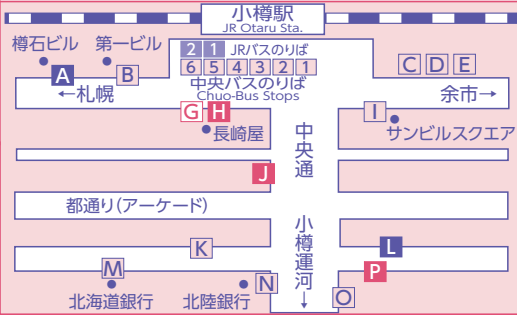 小樽駅
JR Otaru Sta.
樽石ビル 第一ビル
2 1 JRバスのりば
A B 6 5 4 3 2 1 C D E
中央バスのりば
Chuo-Bus Stops
←札幌 余市→
G H I
長崎屋 サンビルスクエア
中央通
J
都通り(アーケード)
小樽運河→
K L
M P
北海道銀行 北陸銀行 N O